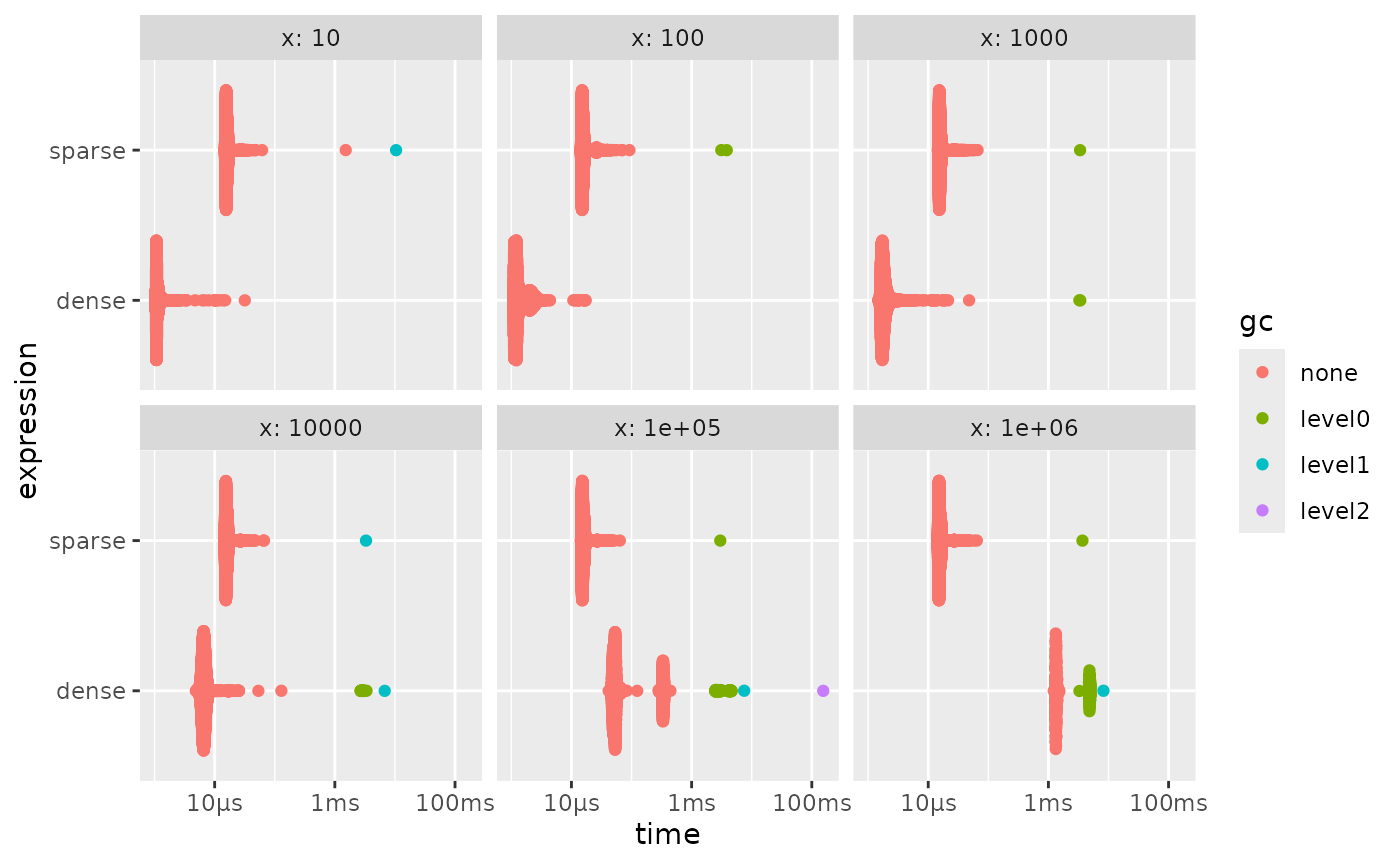 x: 10
x: 100
x: 1000
sparse
dense
x: 10000
x: 1e+05
x: 1e+06
sparse
dense
10µs
1ms
100ms
10µs
1ms
100ms
10µs
1ms
100ms
time
expression
gc
none
level0
level1
level2